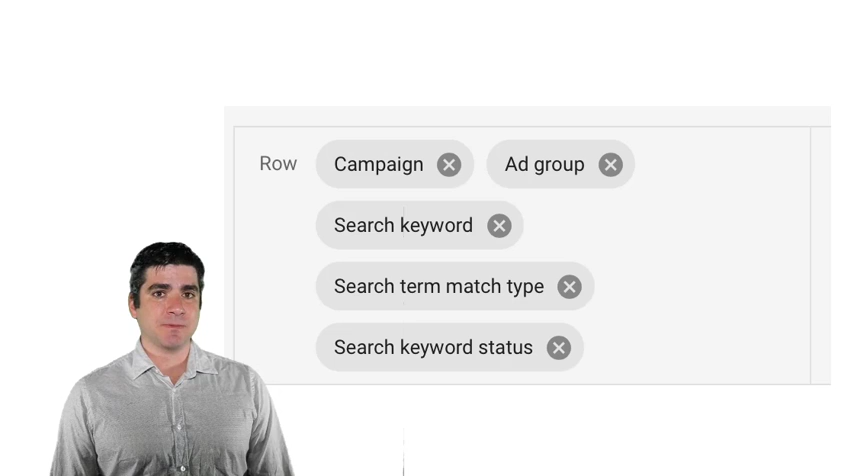 Row Campaign Ad group
Search keyword
Search term match type
Search keyword status